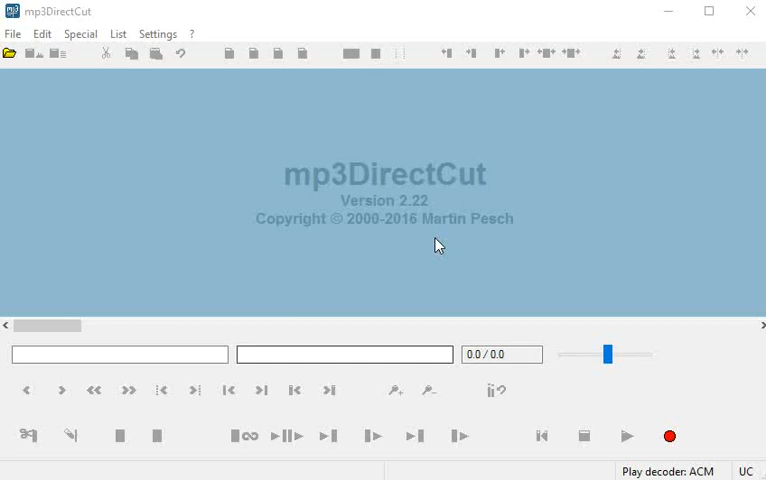 mp3DirectCut
File Edit Special List Settings ?
mp3DirectCut
Version 2.22
Copyright © 2000-2016 Martin Pesch
0.0 / 0.0
Play decoder: ACM UC